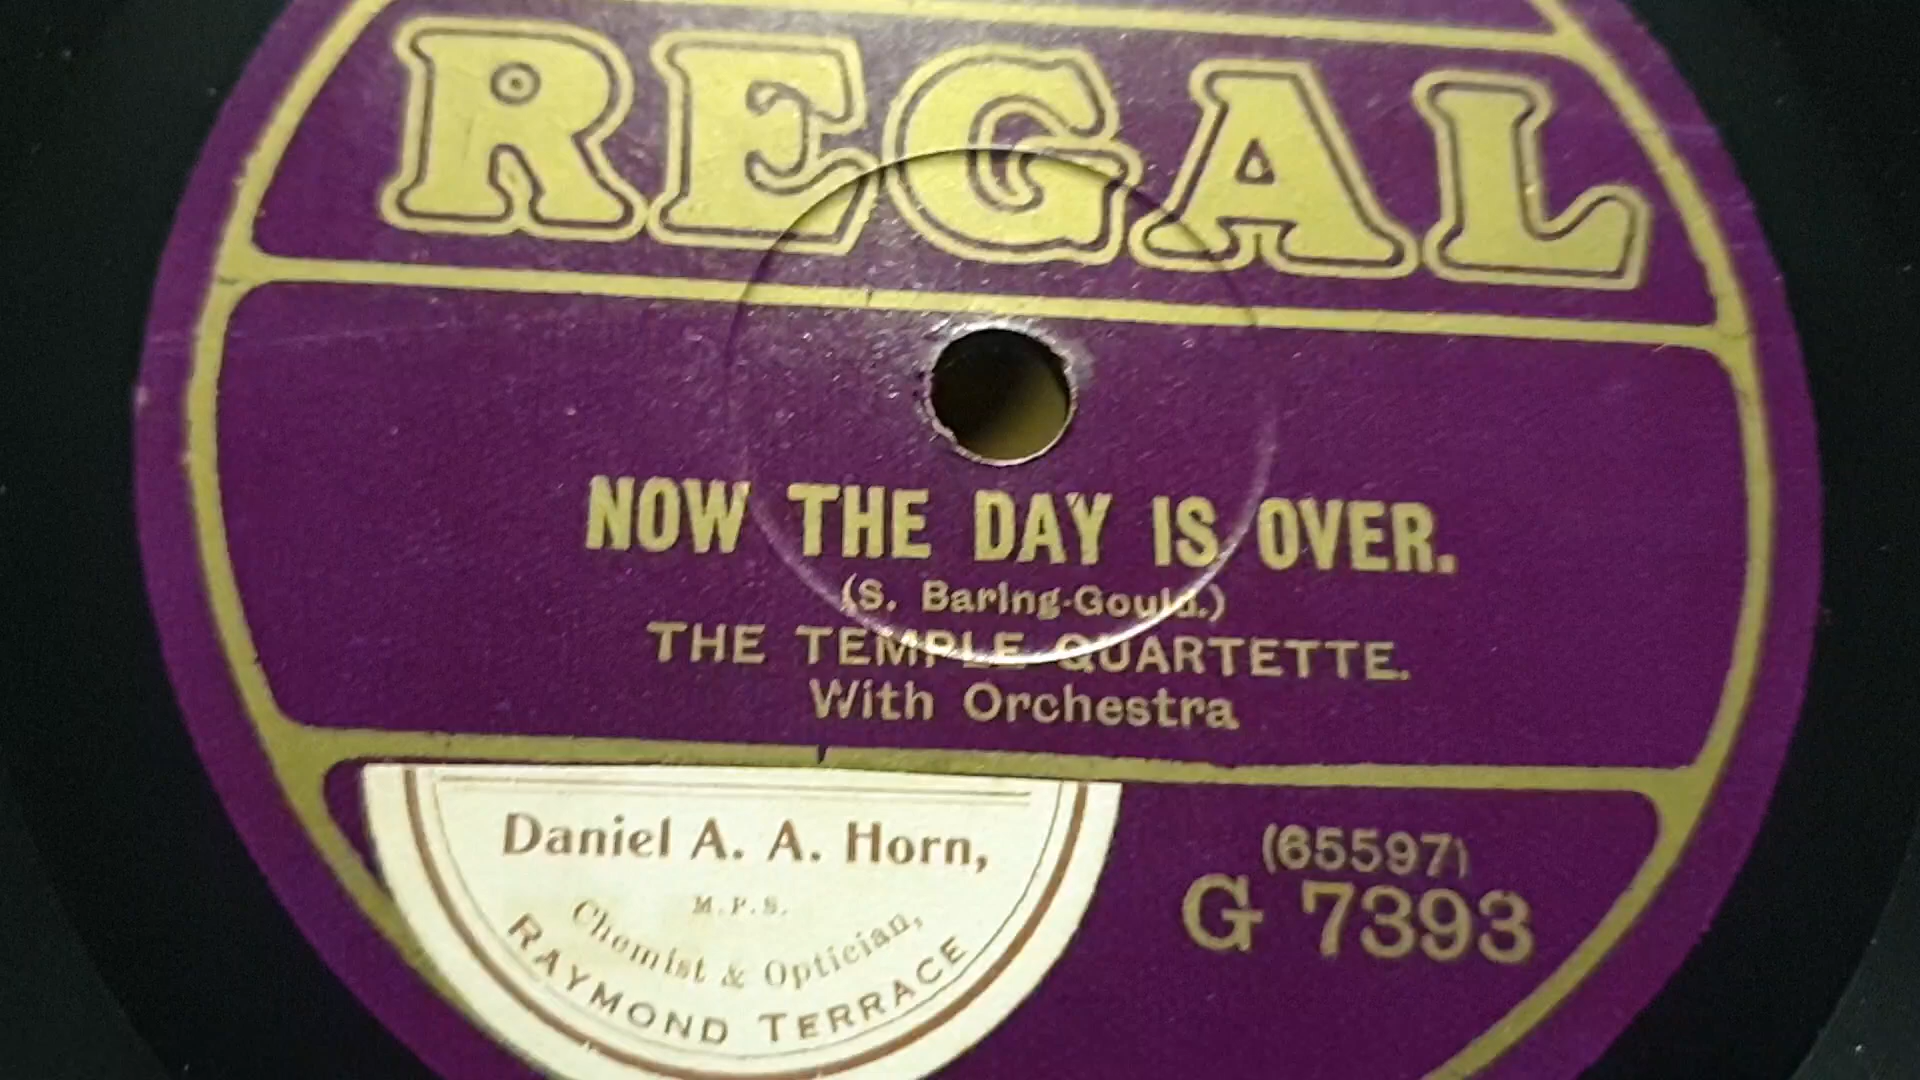 REGAL
NOW THE DAY IS OVER.
(S. Baring-Gould.)
THE TEMPLE QUARTETTE.
With Orchestra
Daniel A. A. Horn,
M.P.S.
Chemist & Optician,
RAYMOND TERRACE
(65597)
G 7393